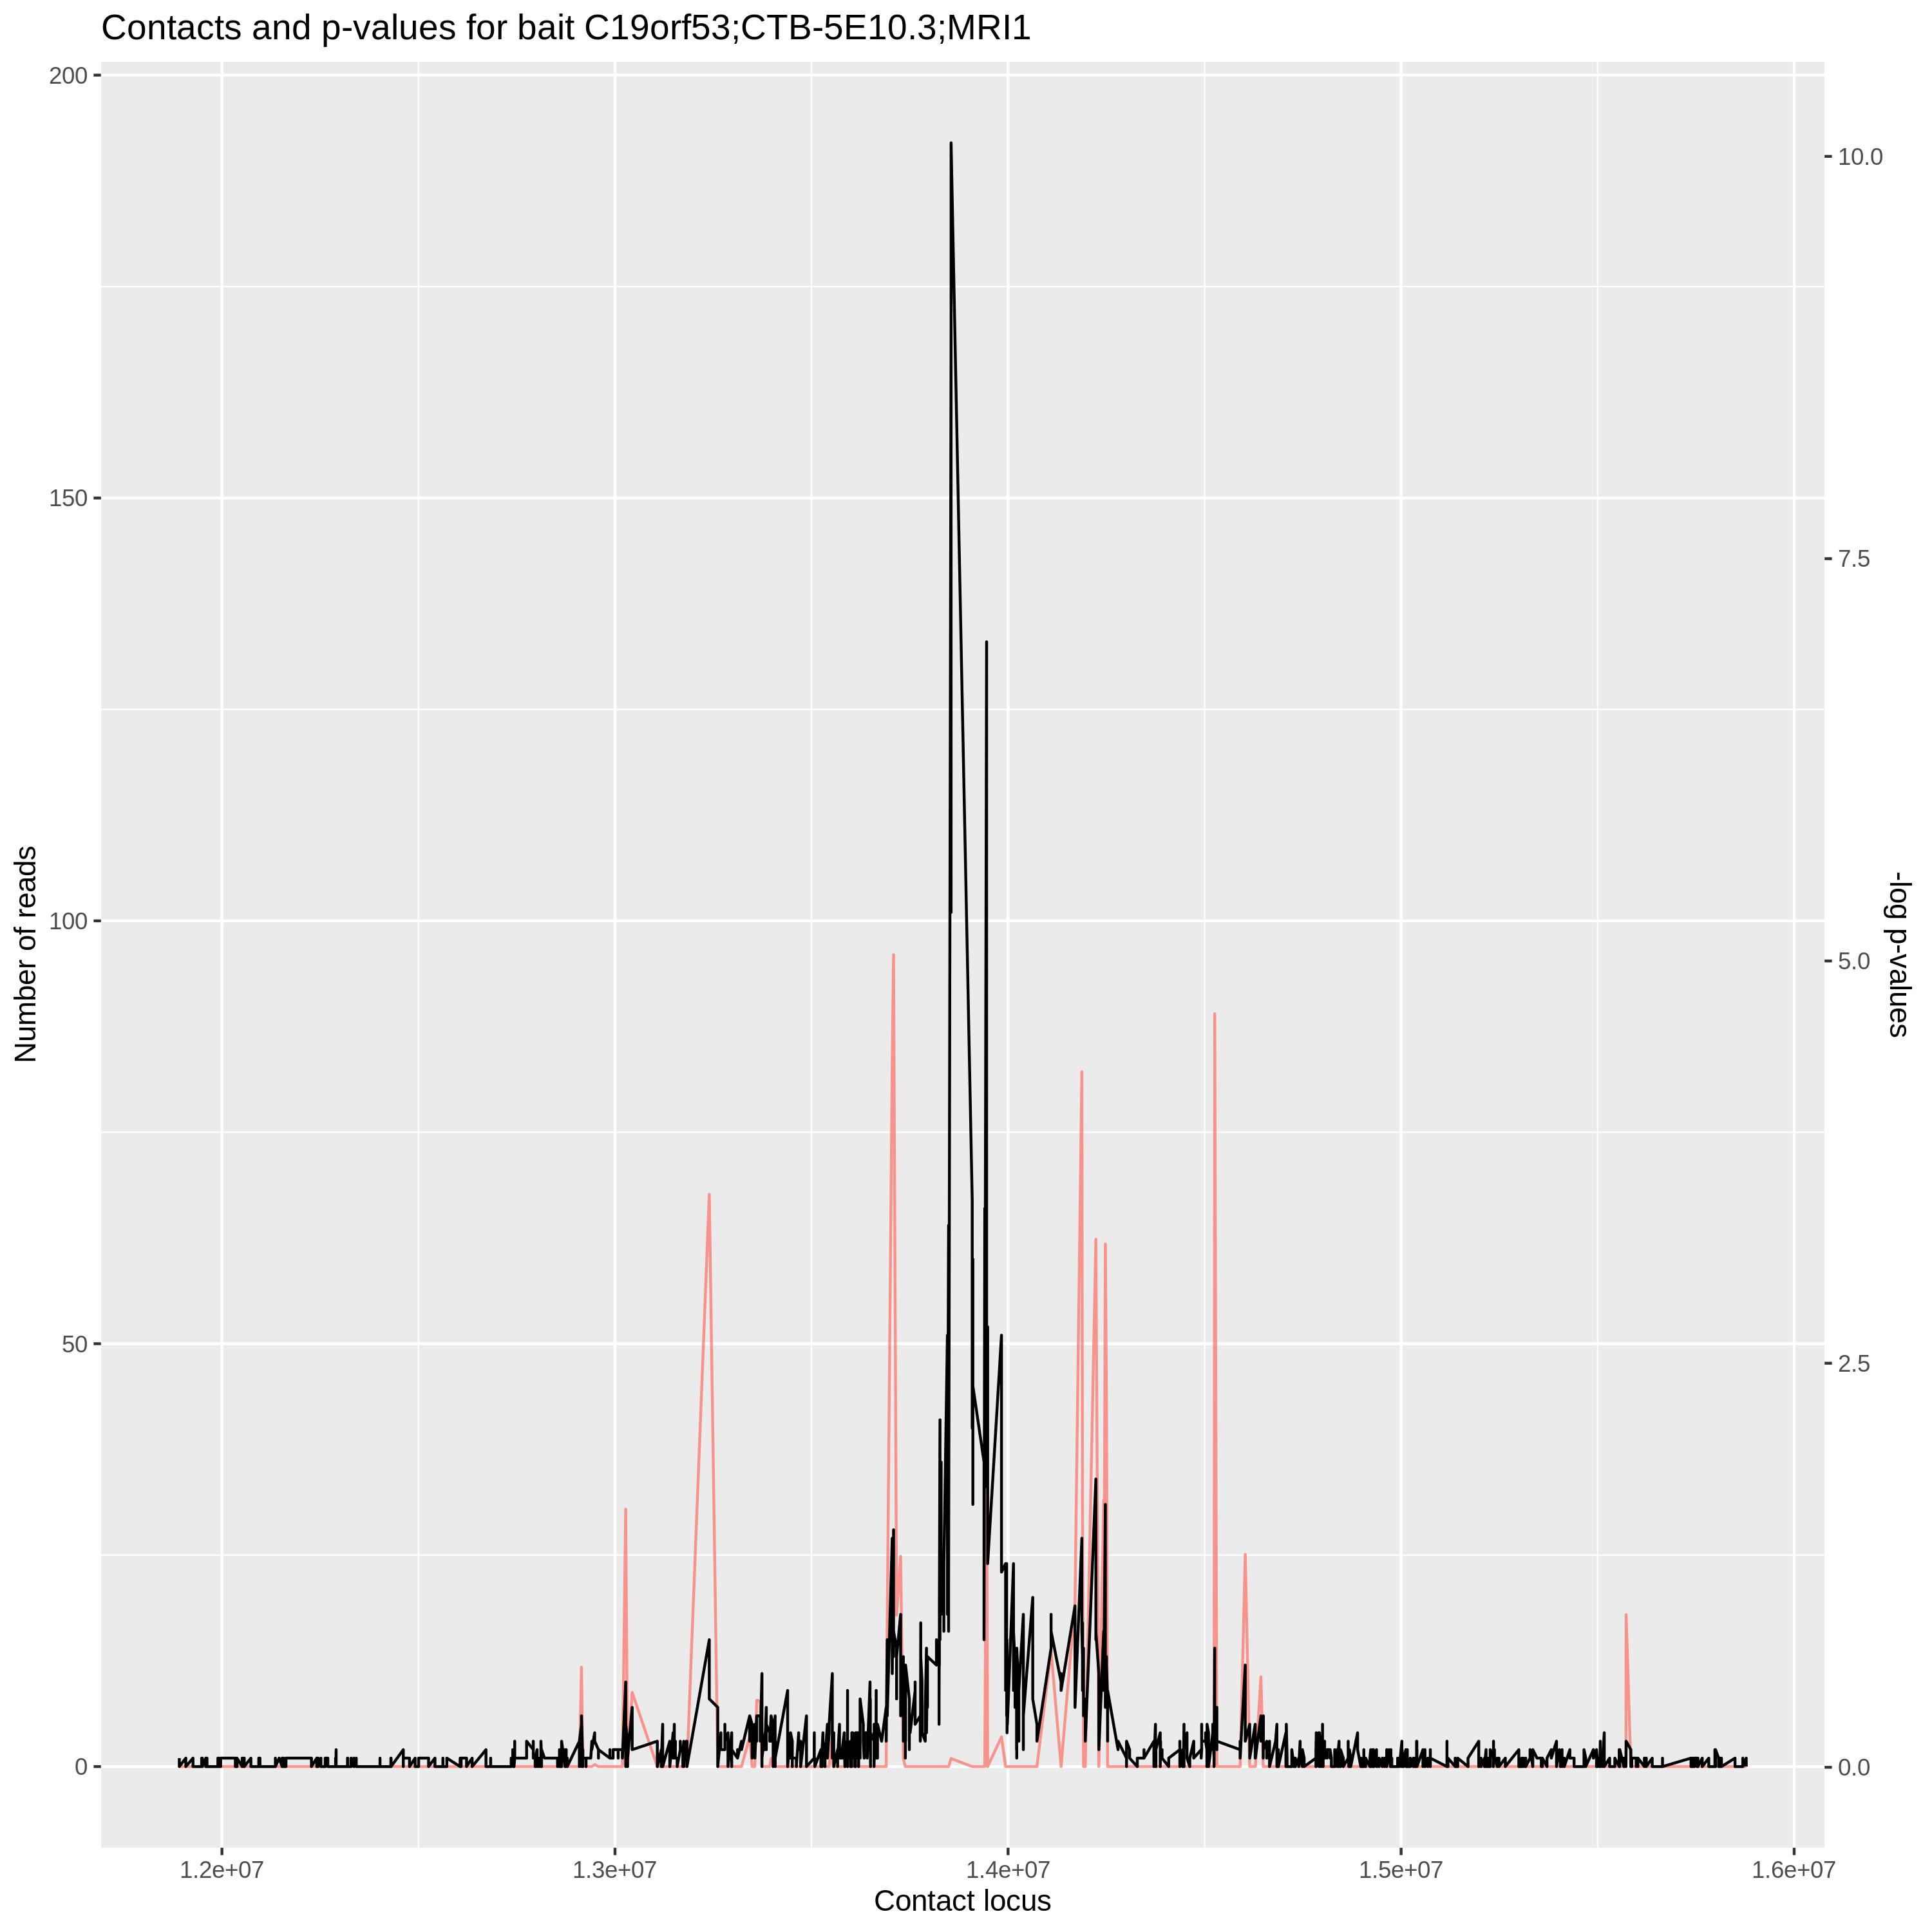 Contacts and p-values for bait C19orf53;CTB-5E10.3;MRI1
200
150
100
50
0
Number of reads
10.0
7.5
5.0
2.5
0.0
-log p-values
1.2e+07
1.3e+07
1.4e+07
1.5e+07
1.6e+07
Contact locus